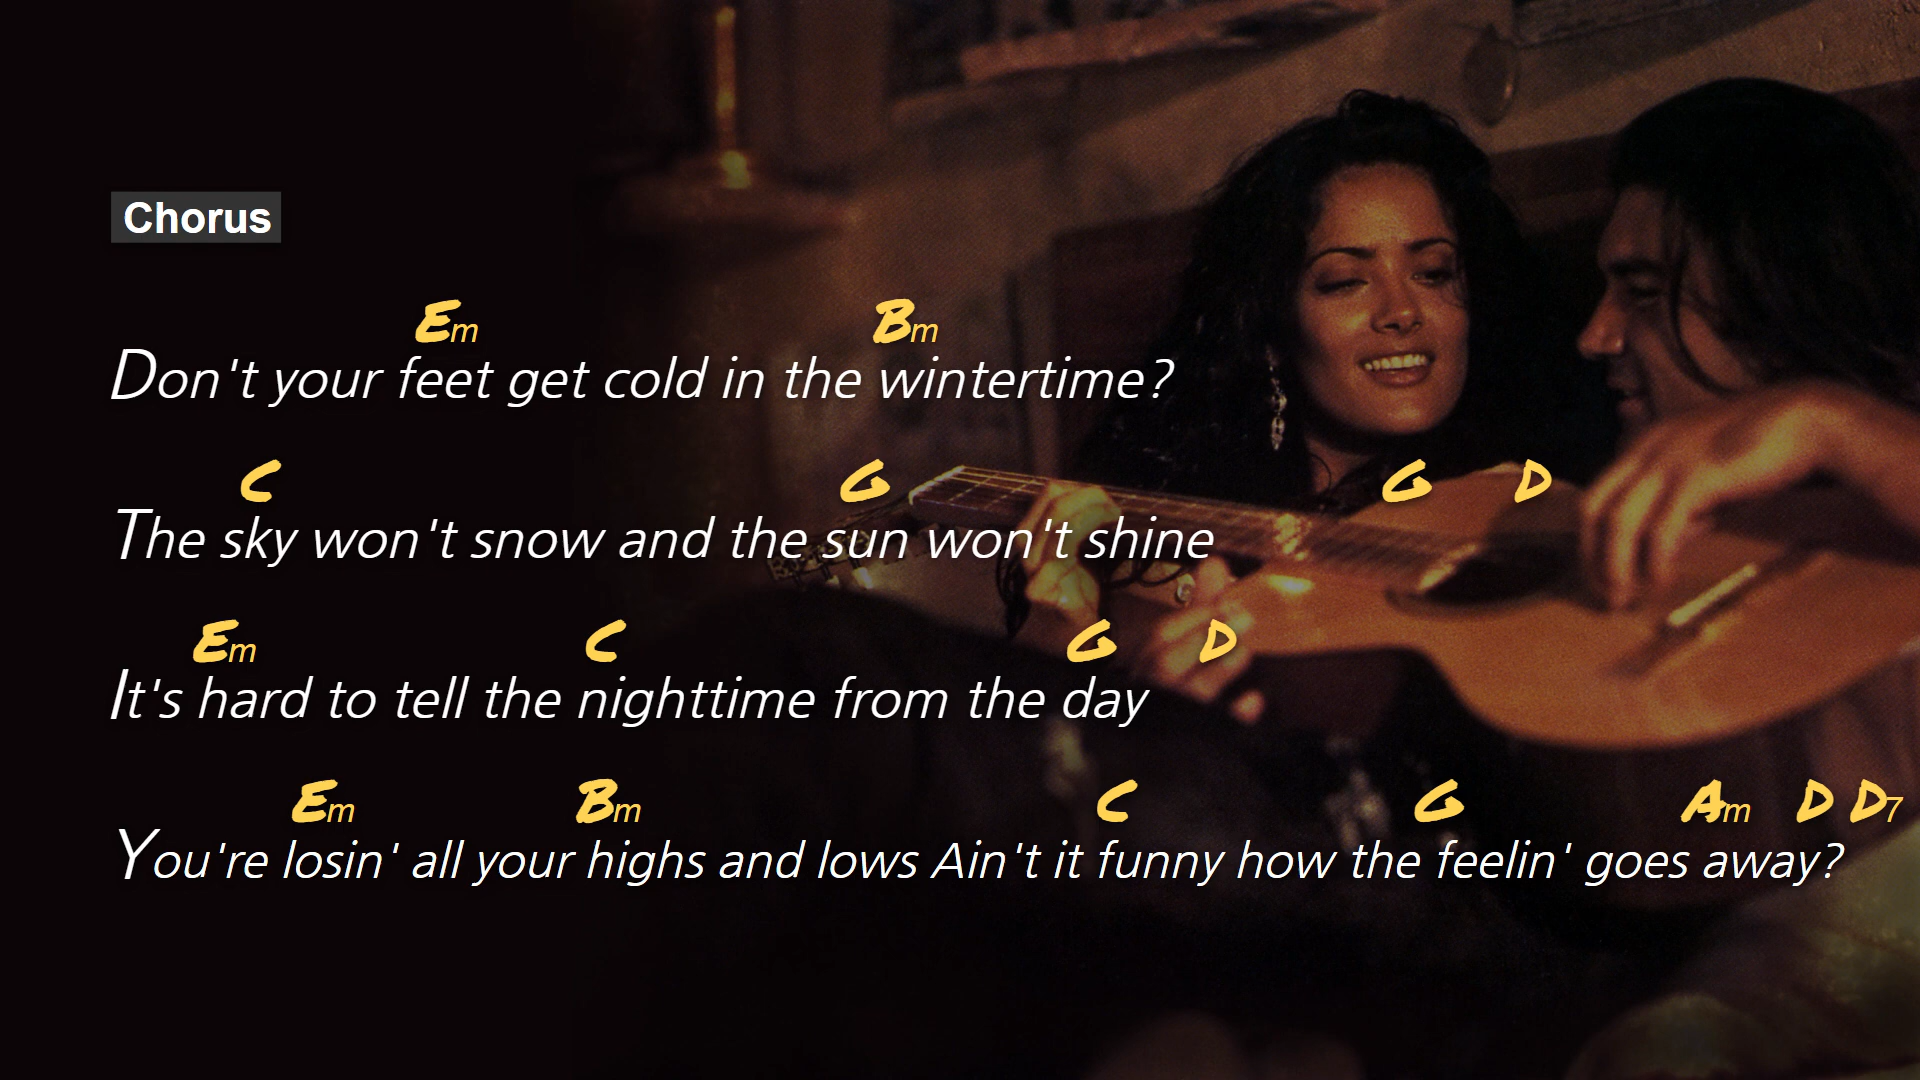 Chorus
Em Bm
Don't your feet get cold in the wintertime?
C G G D
The sky won't snow and the sun won't shine
Em C G D
It's hard to tell the nighttime from the day
Em Bm C G Am D D7
You're losin' all your highs and lows Ain't it funny how the feelin' goes away?